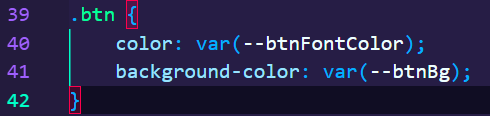 39 .btn {
40     color: var(--btnFontColor);
41     background-color: var(--btnBg);
42 }